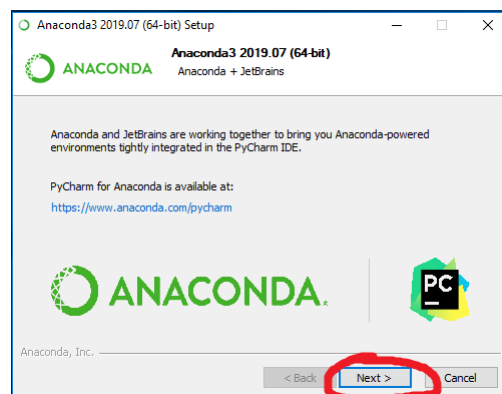 Anaconda3 2019.07 (64-bit) Setup
Anaconda3 2019.07 (64-bit)
ANACONDA
Anaconda + JetBrains
Anaconda and JetBrains are working together to bring you Anaconda-powered
environments tightly integrated in the PyCharm IDE.
PyCharm for Anaconda is available at:
https://www.anaconda.com/pycharm
ANACONDA.
PC
Anaconda, Inc.
< Back Next > Cancel